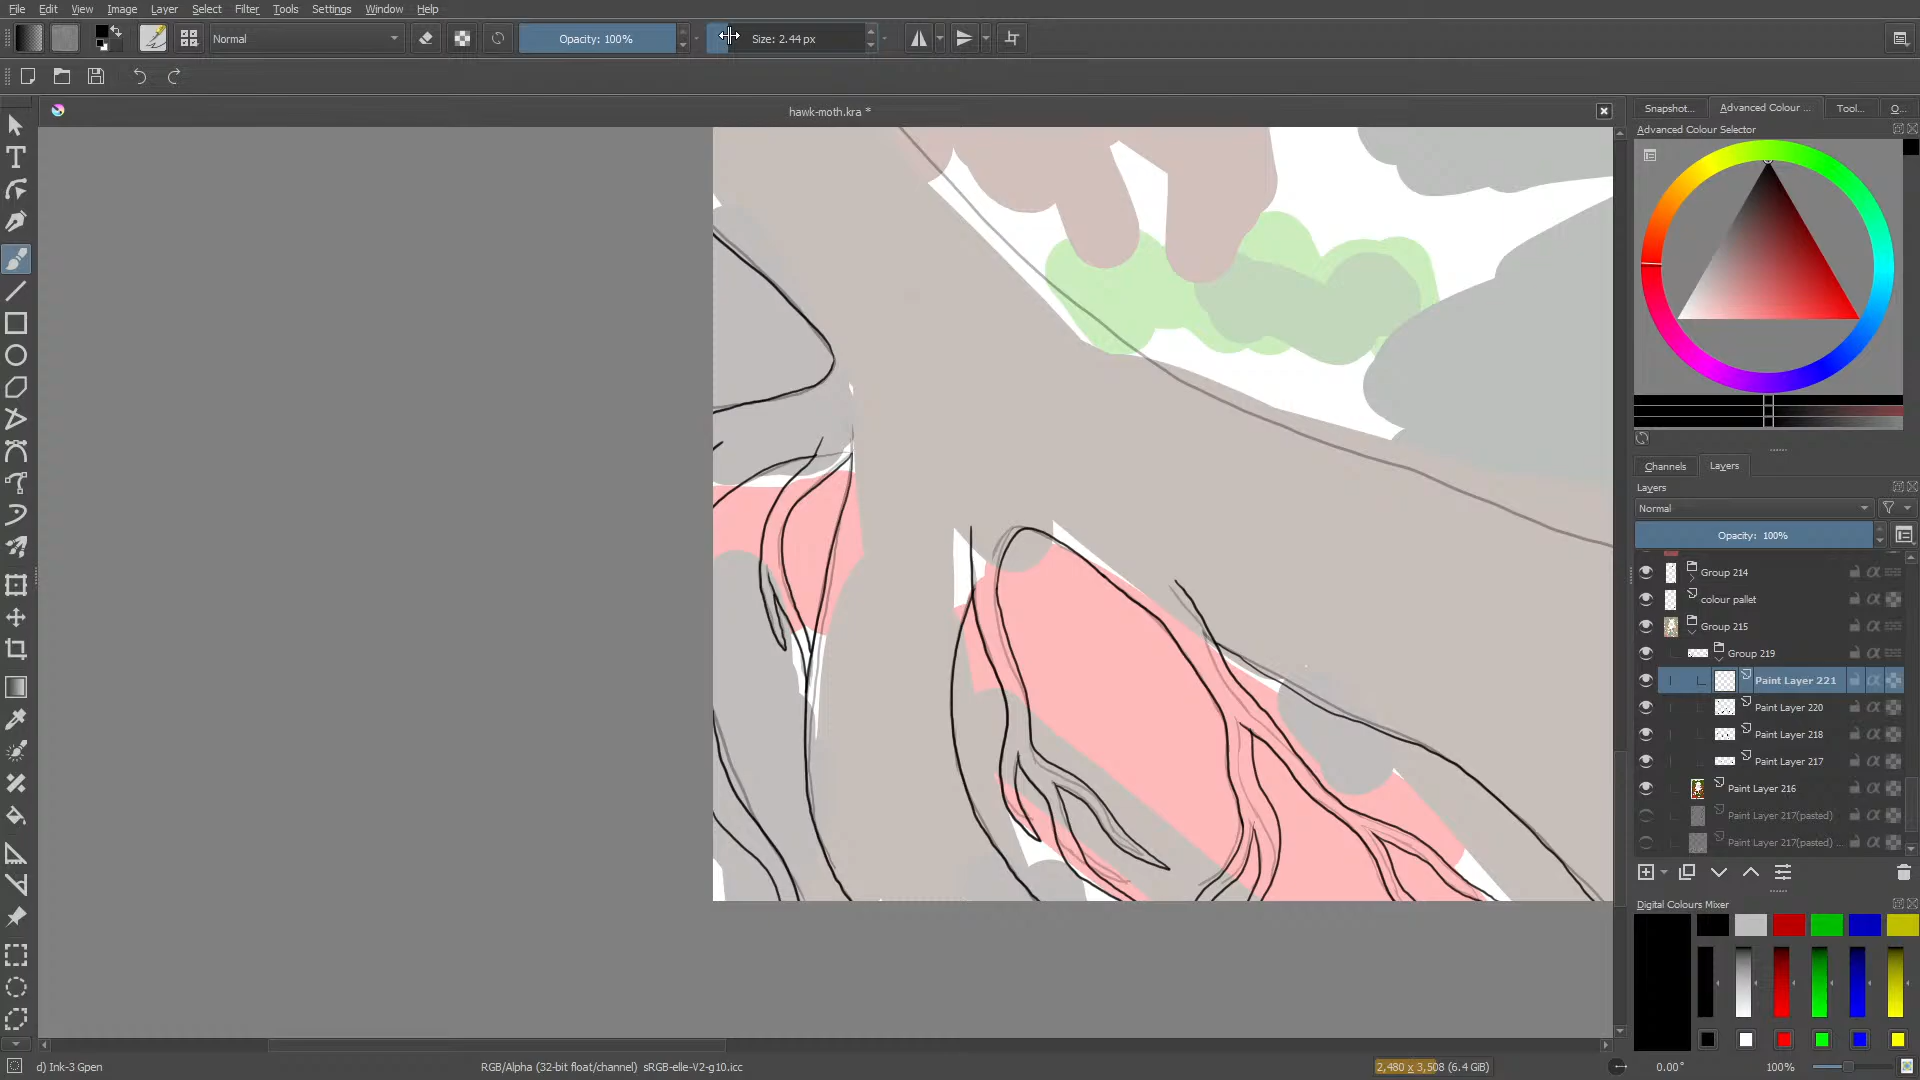 File Edit View Image Layer Select Filter Tools Settings Window Help
Normal Opacity: 100% Size: 2.44 px
hawk-moth.kra *
Snapshot... Advanced Colour ... Tool... O...
Advanced Colour Selector
Channels Layers
Layers
Normal
Opacity: 100%
Group 214
colour pallet
Group 215
Group 219
Paint Layer 221
Paint Layer 220
Paint Layer 218
Paint Layer 217
Paint Layer 216
Paint Layer 217(pasted)
Paint Layer 217(pasted) ...
Digital Colours Mixer
d) Ink-3 Gpen RGB/Alpha (32-bit float/channel) sRGB-elle-V2-g10.icc 2,480 x 3,508 (6.4 GiB) 0.00° 100%